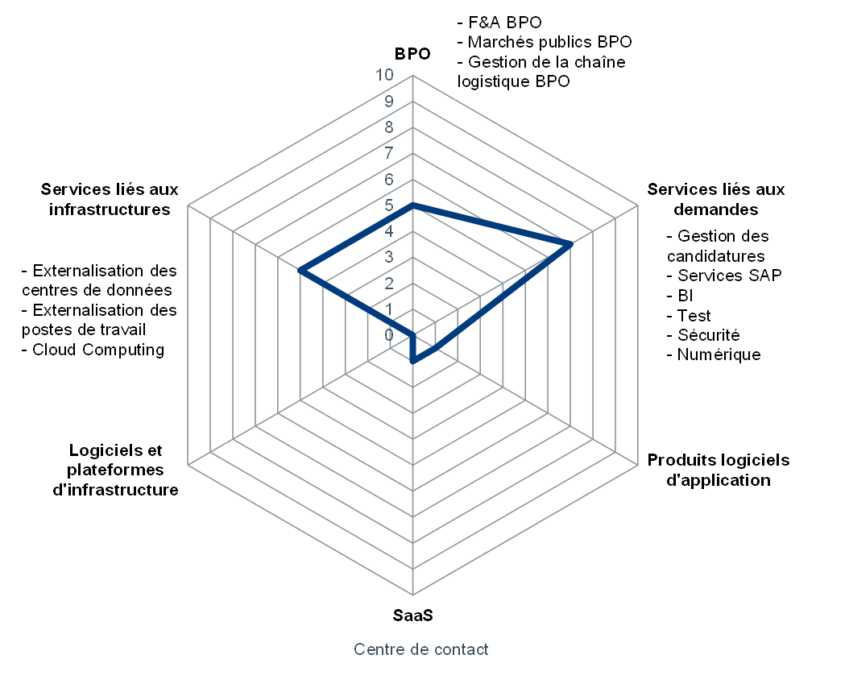 - F&A BPO
- Marchés publics BPO
- Gestion de la chaîne
logistique BPO
BPO
10
9
8
7
6
5
4
3
2
1
0
Services liés aux
infrastructures
- Externalisation des
centres de données
- Externalisation des
postes de travail
- Cloud Computing
Services liés aux
demandes
- Gestion des
candidatures
- Services SAP
- BI
- Test
- Sécurité
- Numérique
Logiciels et
plateformes
d'infrastructure
Produits logiciels
d'application
SaaS
Centre de contact